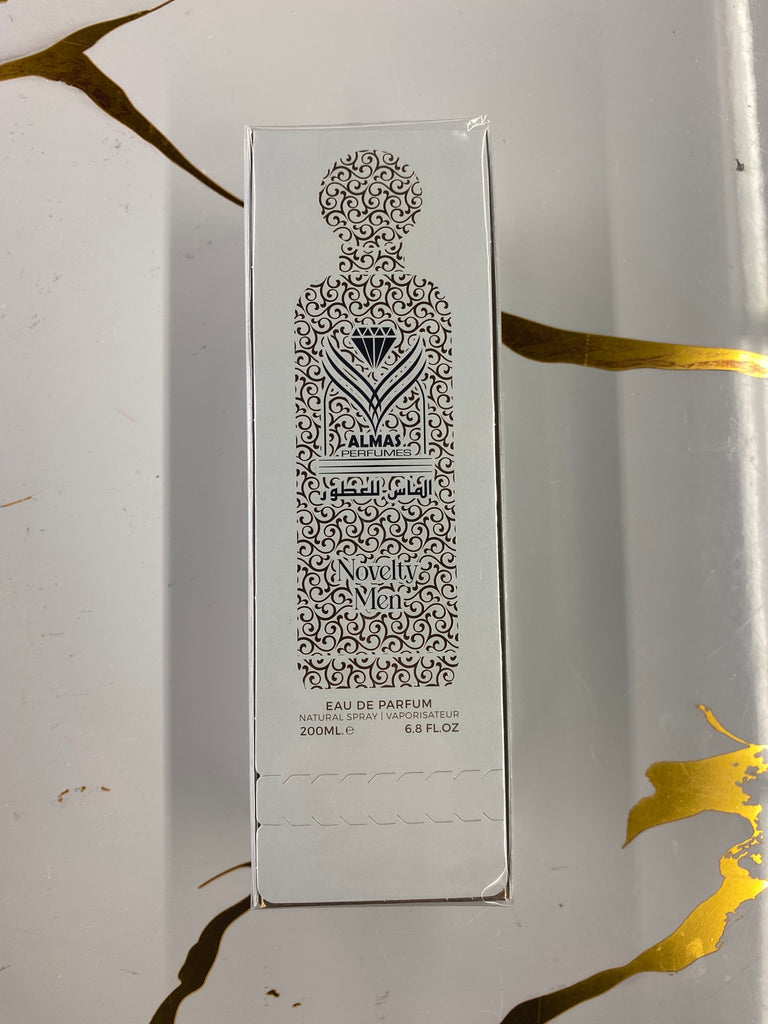 ALMAS
PERFUMES
الماس للعطور
Novelty
Men
EAU DE PARFUM
NATURAL SPRAY | VAPORISATEUR
200ML.℮ 6.8 FL.OZ